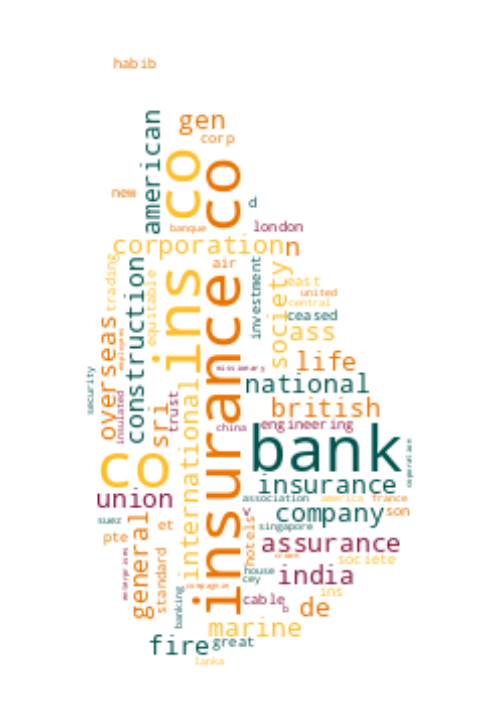 habib
american
gen
corp
co
insurance co
ins
new
d
banque
london
corporation
n
air
trading
construction
equitable
investment
society
east
united
central
ceased
ass
overseas
employees
security
insulated
sri
trust
international
missionary
life
national
british
china
engineering
bank
co
insurance
corporation
union
association
america
france
v
company
son
suez
et
singapore
pte
general
standard
hotels
assurance
crown
societe
enterprises
house
cey
india
compagnie
banking
cable
b
ins
de
marine
fire
great
lanka